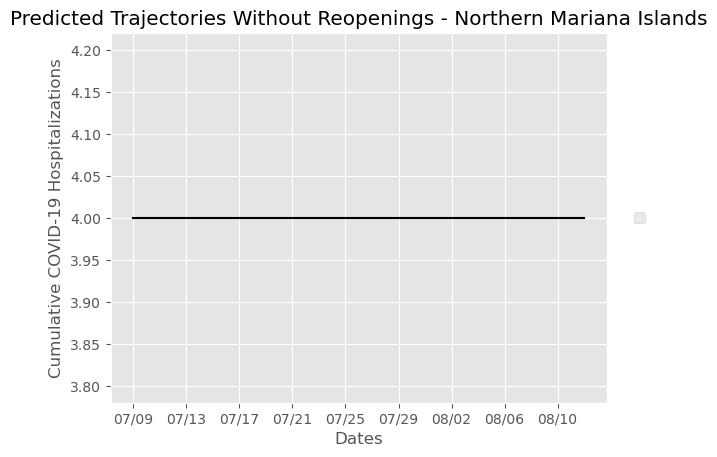 Predicted Trajectories Without Reopenings - Northern Mariana Islands
Cumulative COVID-19 Hospitalizations
4.20
4.15
4.10
4.05
4.00
3.95
3.90
3.85
3.80
07/09 07/13 07/17 07/21 07/25 07/29 08/02 08/06 08/10
Dates